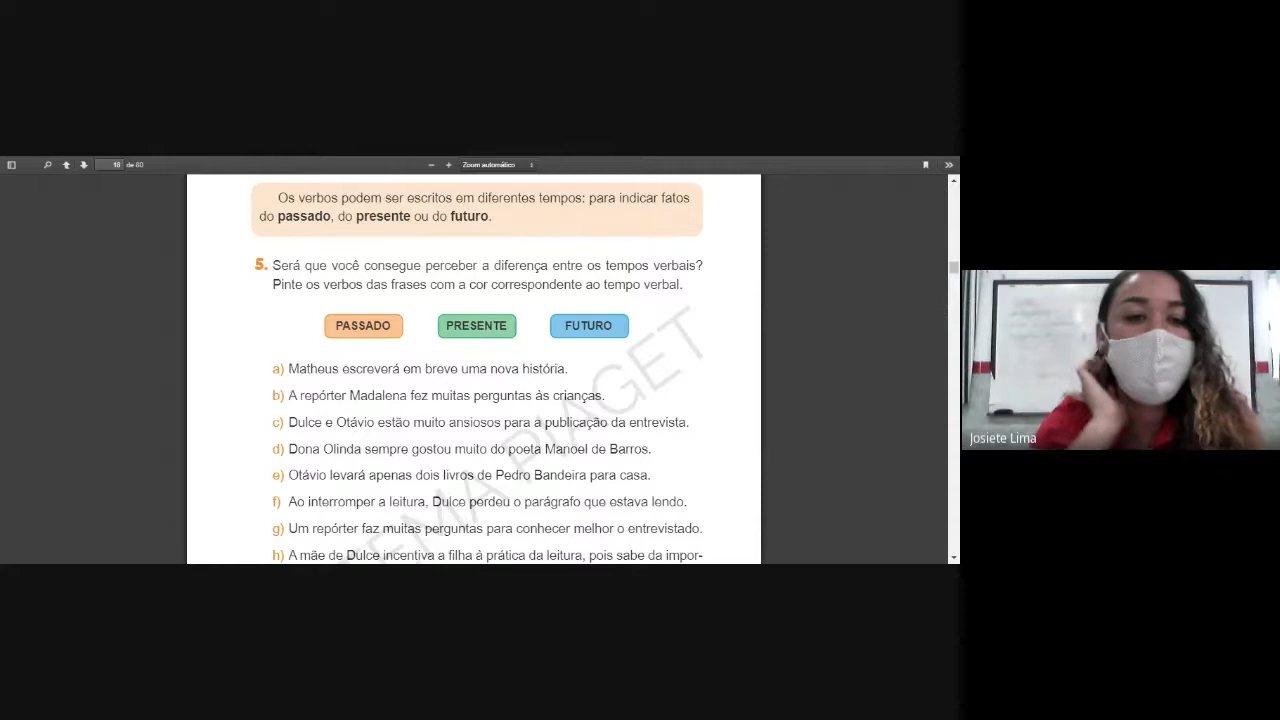 18 de 80
Zoom automático
Os verbos podem ser escritos em diferentes tempos: para indicar fatos
do passado, do presente ou do futuro.
5. Será que você consegue perceber a diferença entre os tempos verbais?
Pinte os verbos das frases com a cor correspondente ao tempo verbal.
PASSADO PRESENTE FUTURO
a) Matheus escreverá em breve uma nova história.
b) A repórter Madalena fez muitas perguntas às crianças.
c) Dulce e Otávio estão muito ansiosos para a publicação da entrevista.
d) Dona Olinda sempre gostou muito do poeta Manoel de Barros.
e) Otávio levará apenas dois livros de Pedro Bandeira para casa.
f) Ao interromper a leitura, Dulce perdeu o parágrafo que estava lendo.
g) Um repórter faz muitas perguntas para conhecer melhor o entrevistado.
h) A mãe de Dulce incentiva a filha à prática da leitura, pois sabe da impor-
PIAGET
Josiete Lima